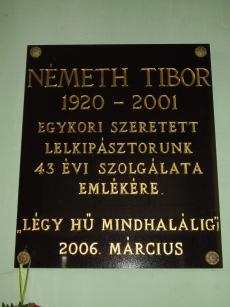 NÉMETH TIBOR
1920 – 2001
EGYKORI SZERETETT
LELKIPÁSZTORUNK
43 ÉVI SZOLGÁLATA
EMLÉKÉRE.
„LÉGY HŰ MINDHALÁLIG"
2006. MÁRCIUS